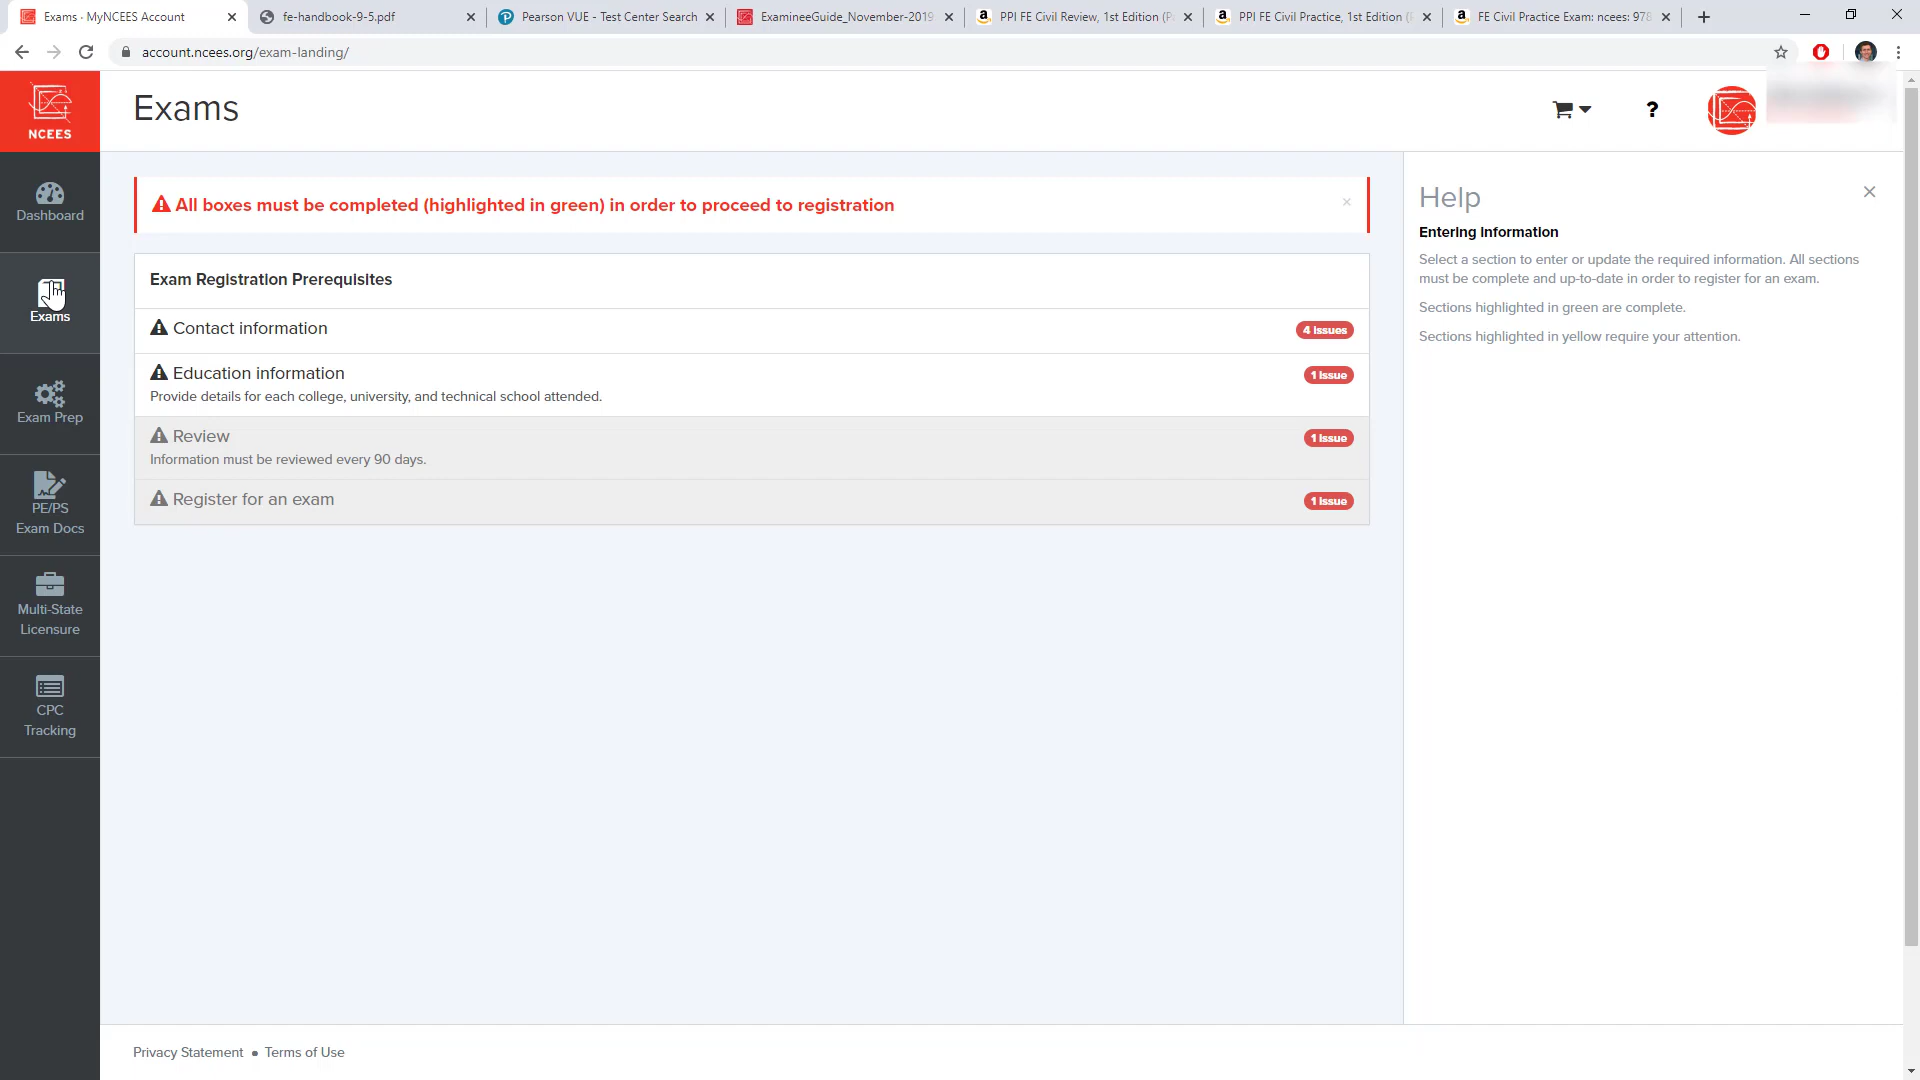 Exams - MyNCEES Account
fe-handbook-9-5.pdf
Pearson VUE - Test Center Search
ExamineeGuide_November-2019
PPI FE Civil Review, 1st Edition (P
PPI FE Civil Practice, 1st Edition (
FE Civil Practice Exam: ncees: 978
account.ncees.org/exam-landing/
NCEES
Exams
?
Dashboard
Exams
Exam Prep
PE/PS
Exam Docs
Multi-State
Licensure
CPC
Tracking
All boxes must be completed (highlighted in green) in order to proceed to registration
Exam Registration Prerequisites
Contact information
4 Issues
Education information
1 Issue
Provide details for each college, university, and technical school attended.
Review
1 Issue
Information must be reviewed every 90 days.
Register for an exam
1 Issue
Help
Entering Information
Select a section to enter or update the required information. All sections
must be complete and up-to-date in order to register for an exam.
Sections highlighted in green are complete.
Sections highlighted in yellow require your attention.
Privacy Statement • Terms of Use